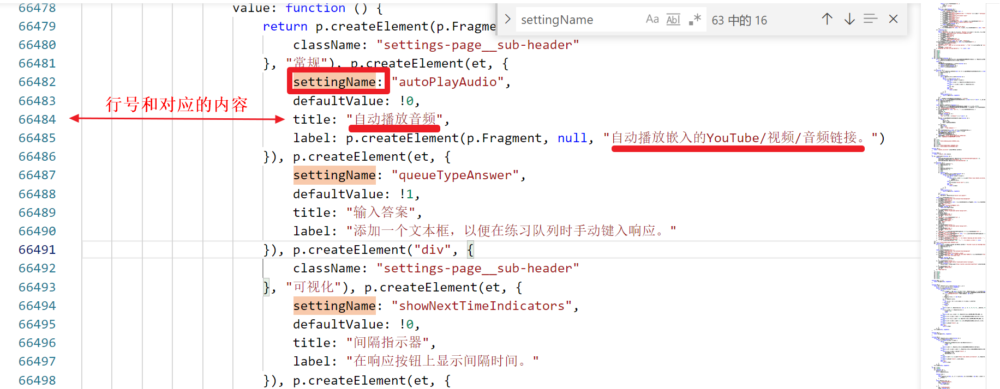 66478 value: function () {
settingName Aa Abl .* 63 中的 16
66479 return p.createElement(p.Fragme
66480 className: "settings-page__sub-header"
66481 }, "常规"), p.createElement(et, {
66482 settingName: "autoPlayAudio",
66483 defaultValue: !0,
行号和对应的内容
66484 title: "自动播放音频",
66485 label: p.createElement(p.Fragment, null, "自动播放嵌入的YouTube/视频/音频链接。")
66486 }), p.createElement(et, {
66487 settingName: "queueTypeAnswer",
66488 defaultValue: !1,
66489 title: "输入答案",
66490 label: "添加一个文本框，以便在练习队列时手动键入响应。"
66491 }), p.createElement("div", {
66492 className: "settings-page__sub-header"
66493 }, "可视化"), p.createElement(et, {
66494 settingName: "showNextTimeIndicators",
66495 defaultValue: !0,
66496 title: "间隔指示器",
66497 label: "在响应按钮上显示间隔时间。"
66498 }), p.createElement(et, {